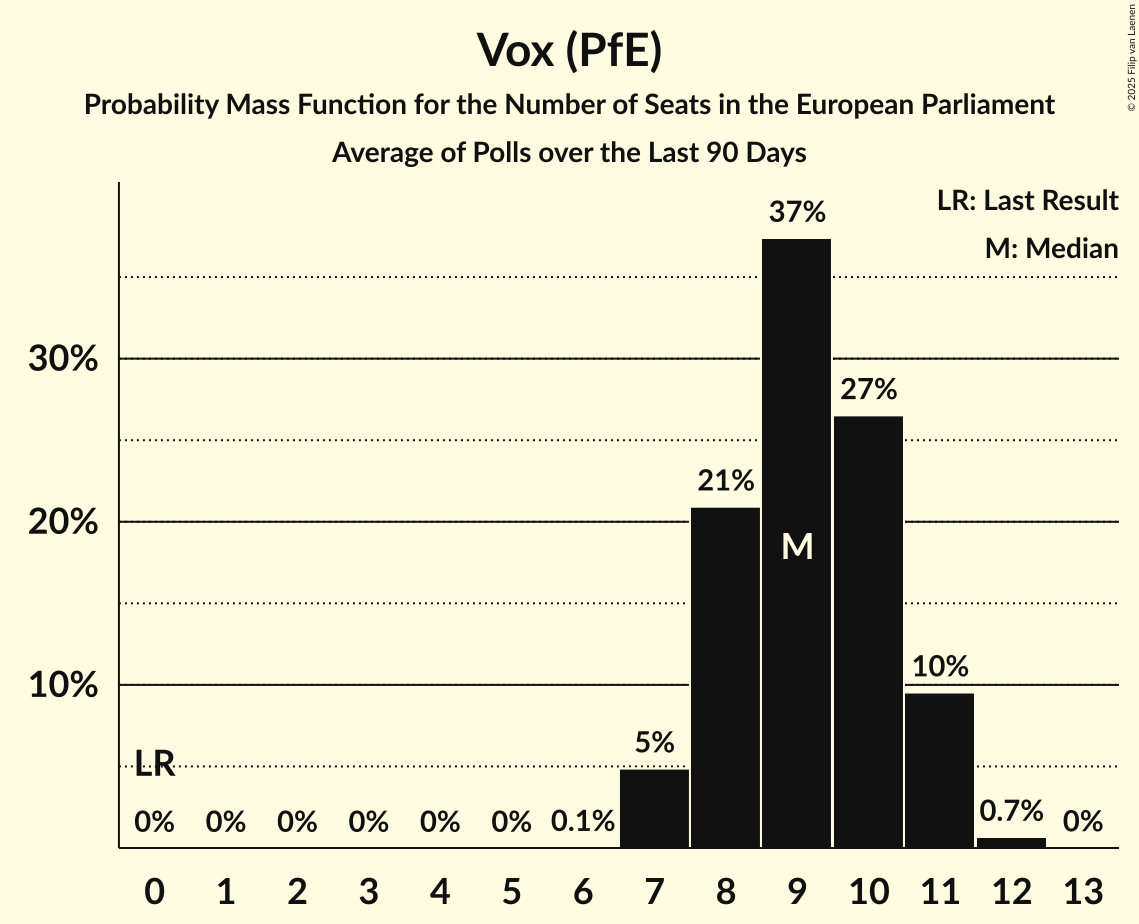 Vox (PfE)
Probability Mass Function for the Number of Seats in the European Parliament
Average of Polls over the Last 90 Days
© 2025 Filip van Laenen
LR: Last Result
M: Median
37%
30%
27%
21%
20%
M
10%
10%
5%
LR
0% 0% 0% 0% 0% 0% 0.1% 0.7% 0%
0 1 2 3 4 5 6 7 8 9 10 11 12 13